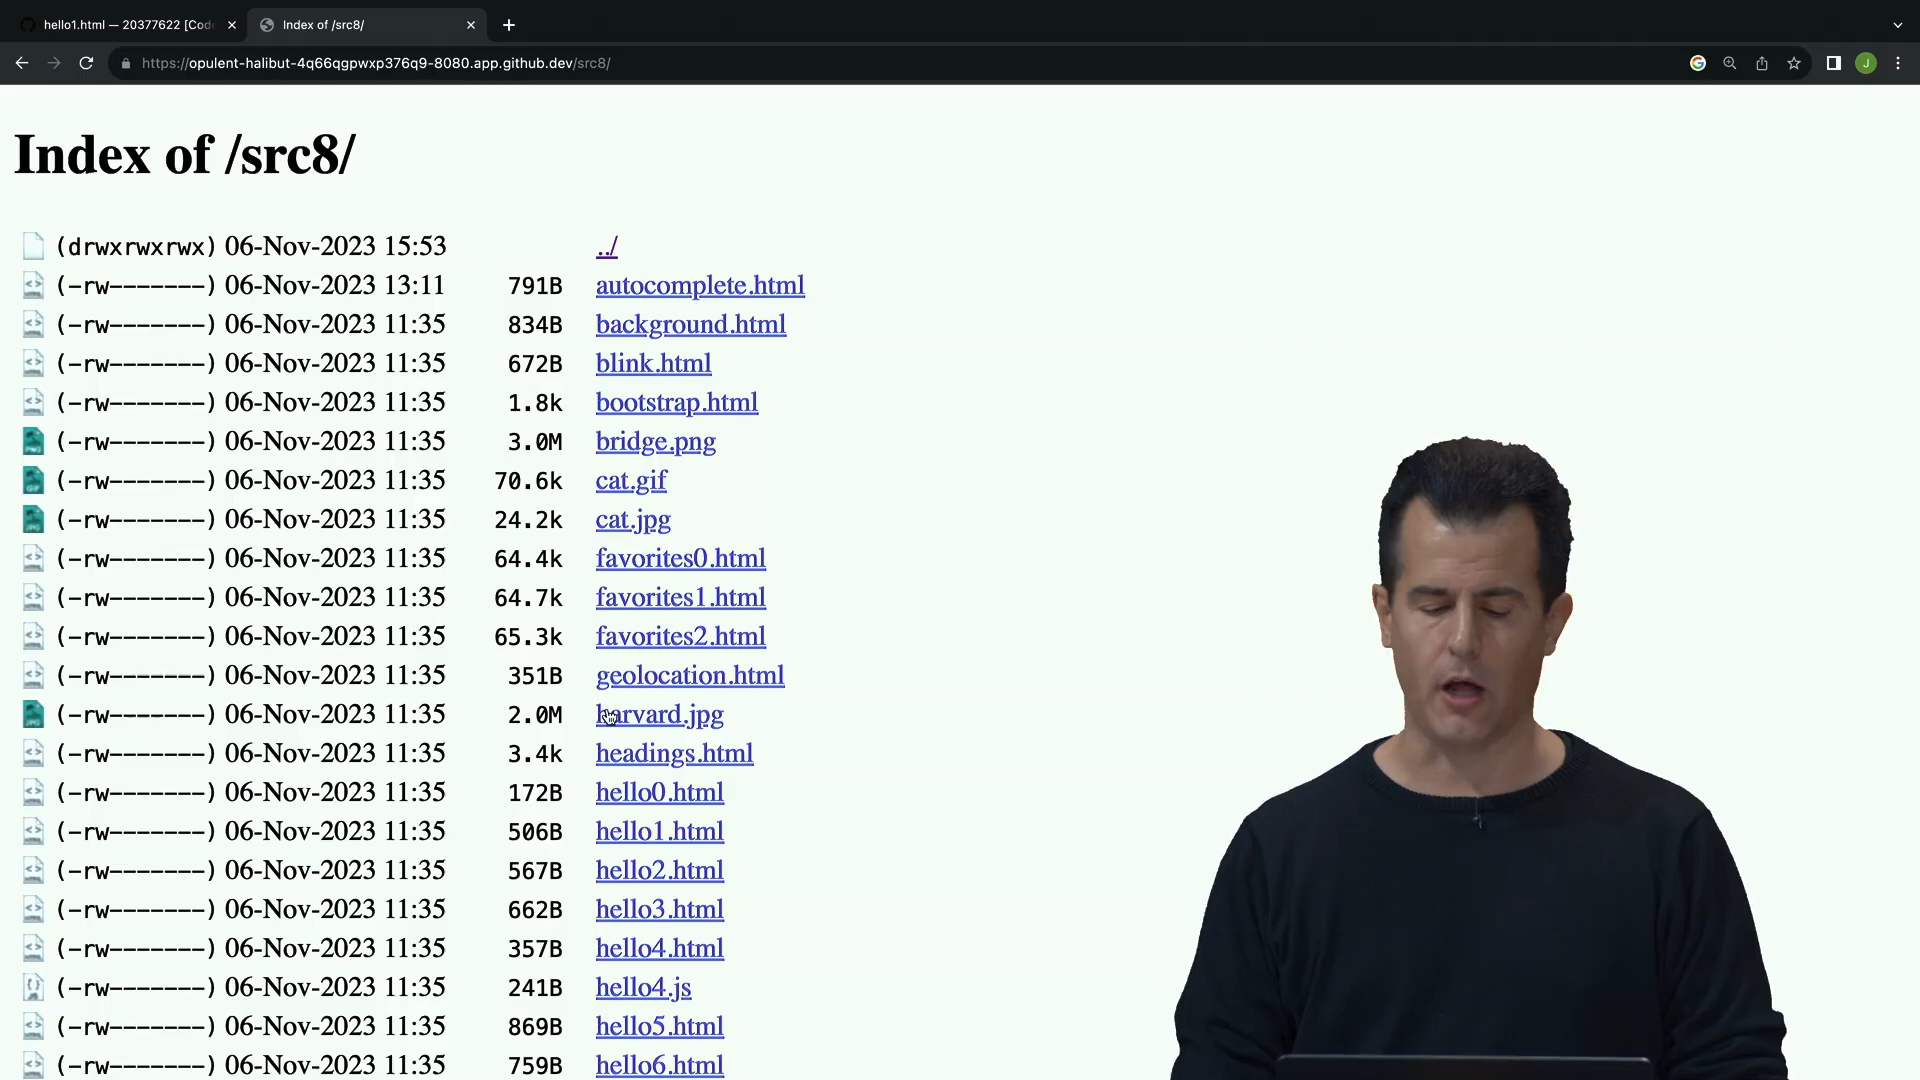 hello1.html — 20377622 [Cod
Index of /src8/
https://opulent-halibut-4q66qgpwxp376q9-8080.app.github.dev/src8/
J
Index of /src8/
(drwxrwxrwx) 06-Nov-2023 15:53 ../
(-rw-------) 06-Nov-2023 13:11 791B autocomplete.html
(-rw-------) 06-Nov-2023 11:35 834B background.html
(-rw-------) 06-Nov-2023 11:35 672B blink.html
(-rw-------) 06-Nov-2023 11:35 1.8k bootstrap.html
(-rw-------) 06-Nov-2023 11:35 3.0M bridge.png
(-rw-------) 06-Nov-2023 11:35 70.6k cat.gif
(-rw-------) 06-Nov-2023 11:35 24.2k cat.jpg
(-rw-------) 06-Nov-2023 11:35 64.4k favorites0.html
(-rw-------) 06-Nov-2023 11:35 64.7k favorites1.html
(-rw-------) 06-Nov-2023 11:35 65.3k favorites2.html
(-rw-------) 06-Nov-2023 11:35 351B geolocation.html
(-rw-------) 06-Nov-2023 11:35 2.0M harvard.jpg
(-rw-------) 06-Nov-2023 11:35 3.4k headings.html
(-rw-------) 06-Nov-2023 11:35 172B hello0.html
(-rw-------) 06-Nov-2023 11:35 506B hello1.html
(-rw-------) 06-Nov-2023 11:35 567B hello2.html
(-rw-------) 06-Nov-2023 11:35 662B hello3.html
(-rw-------) 06-Nov-2023 11:35 357B hello4.html
(-rw-------) 06-Nov-2023 11:35 241B hello4.js
(-rw-------) 06-Nov-2023 11:35 869B hello5.html
(-rw-------) 06-Nov-2023 11:35 759B hello6.html